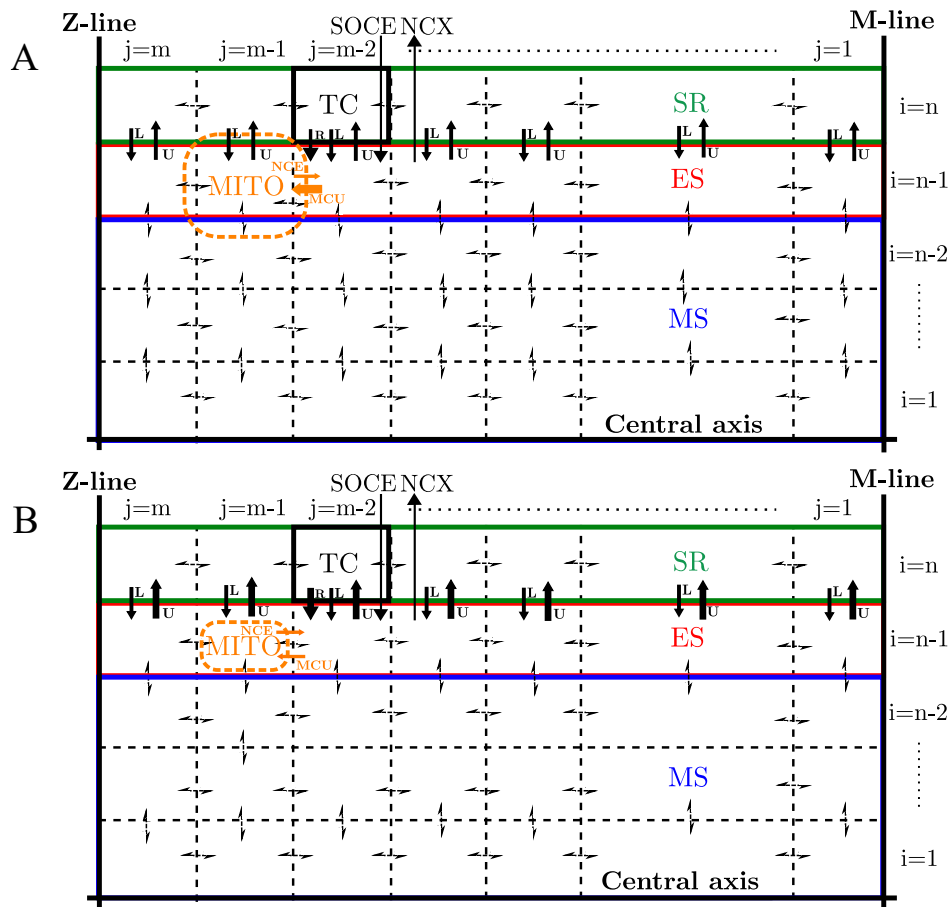 Z-line SOCE NCX M-line
A
j=m j=m-1 j=m-2 j=1
TC SR i=n
L U L U R L U L U L U L U L U
NCE
MITO ES i=n-1
MCU
i=n-2
MS
i=1
Central axis
Z-line SOCE NCX M-line
B
j=m j=m-1 j=m-2 j=1
TC SR i=n
L U L U R L U L U L U L U L U
NCE
MITO ES i=n-1
MCU
i=n-2
MS
i=1
Central axis